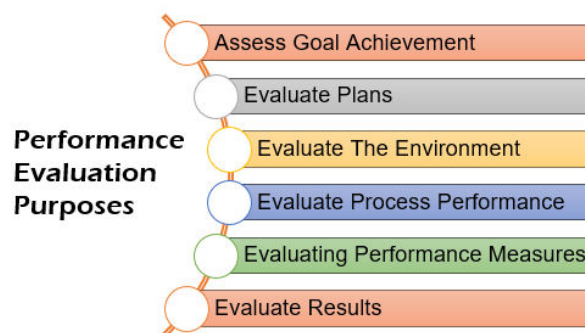 Performance
Evaluation
Purposes
Assess Goal Achievement
Evaluate Plans
Evaluate The Environment
Evaluate Process Performance
Evaluating Performance Measures
Evaluate Results